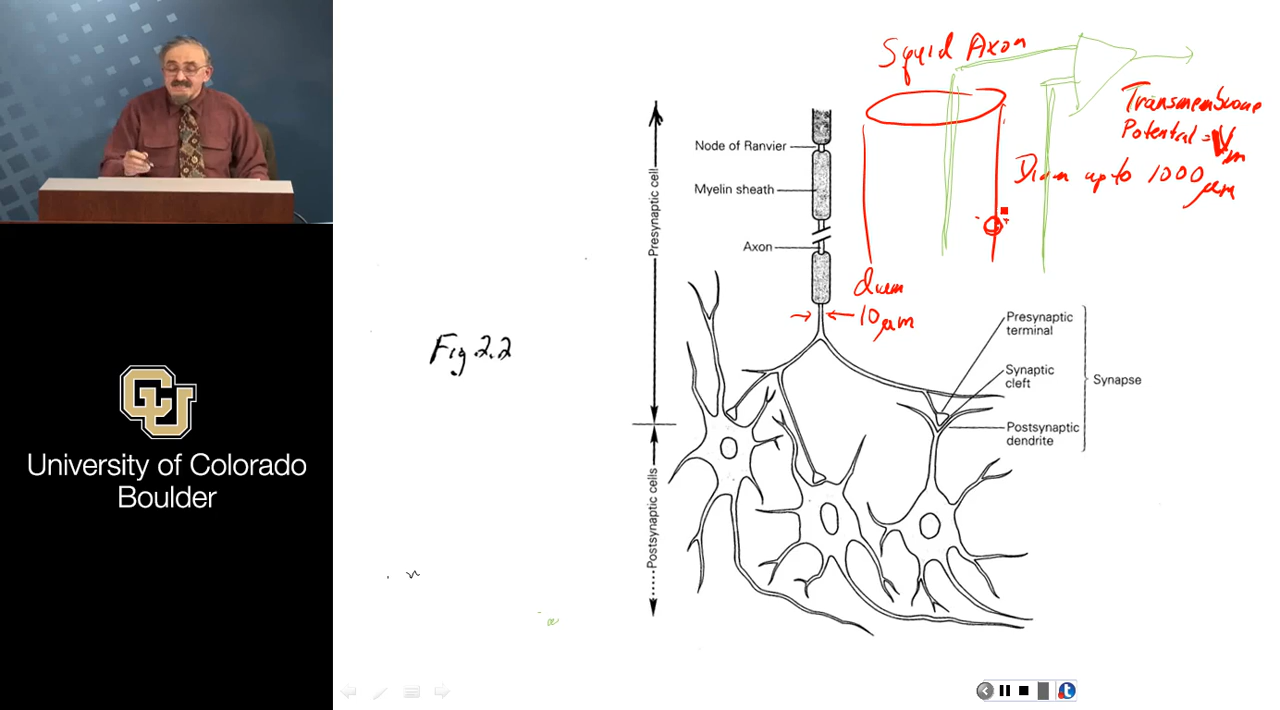 Squid Axon
Transmembrane
Potential = Vm
Diam up to 1000 μm
Node of Ranvier
Myelin sheath
Axon
Presynaptic cell
diam
10 μm
Presynaptic
terminal
Synaptic
cleft
Synapse
Postsynaptic
dendrite
Fig 2.2
Postsynaptic cells
CU
University of Colorado
Boulder